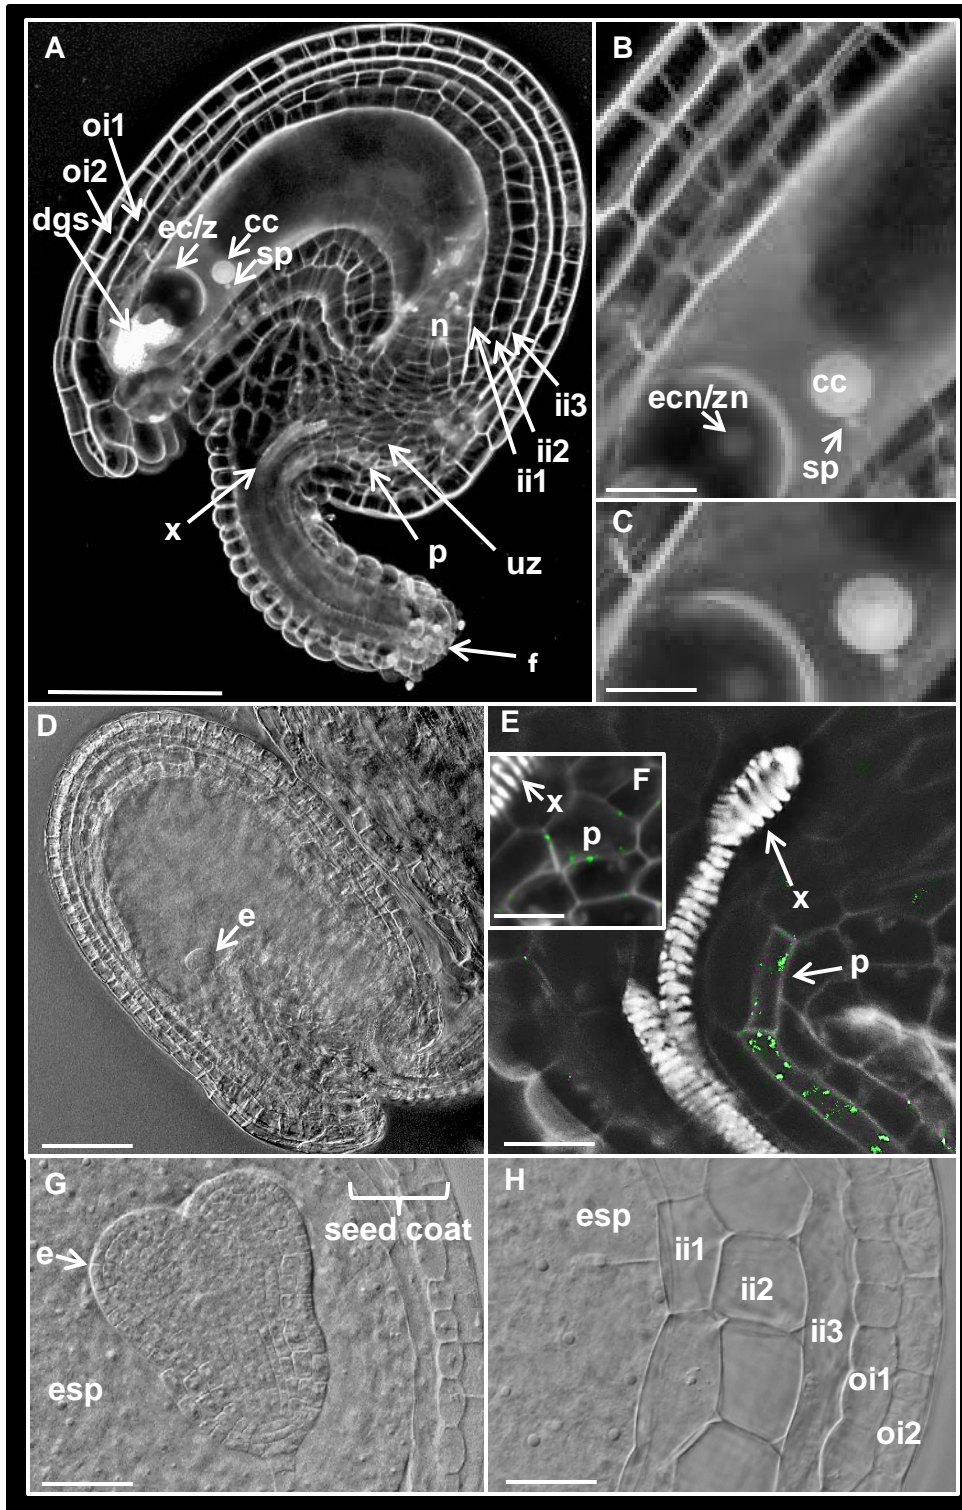 A
oi1
oi2
dgs
ec/z
cc
sp
n
ii3
ii2
ii1
x
p
uz
f
B
cc
ecn/zn
sp
C
D
e
E
F
x
p
x
p
G
seed coat
e
esp
H
esp
ii1
ii2
ii3
oi1
oi2